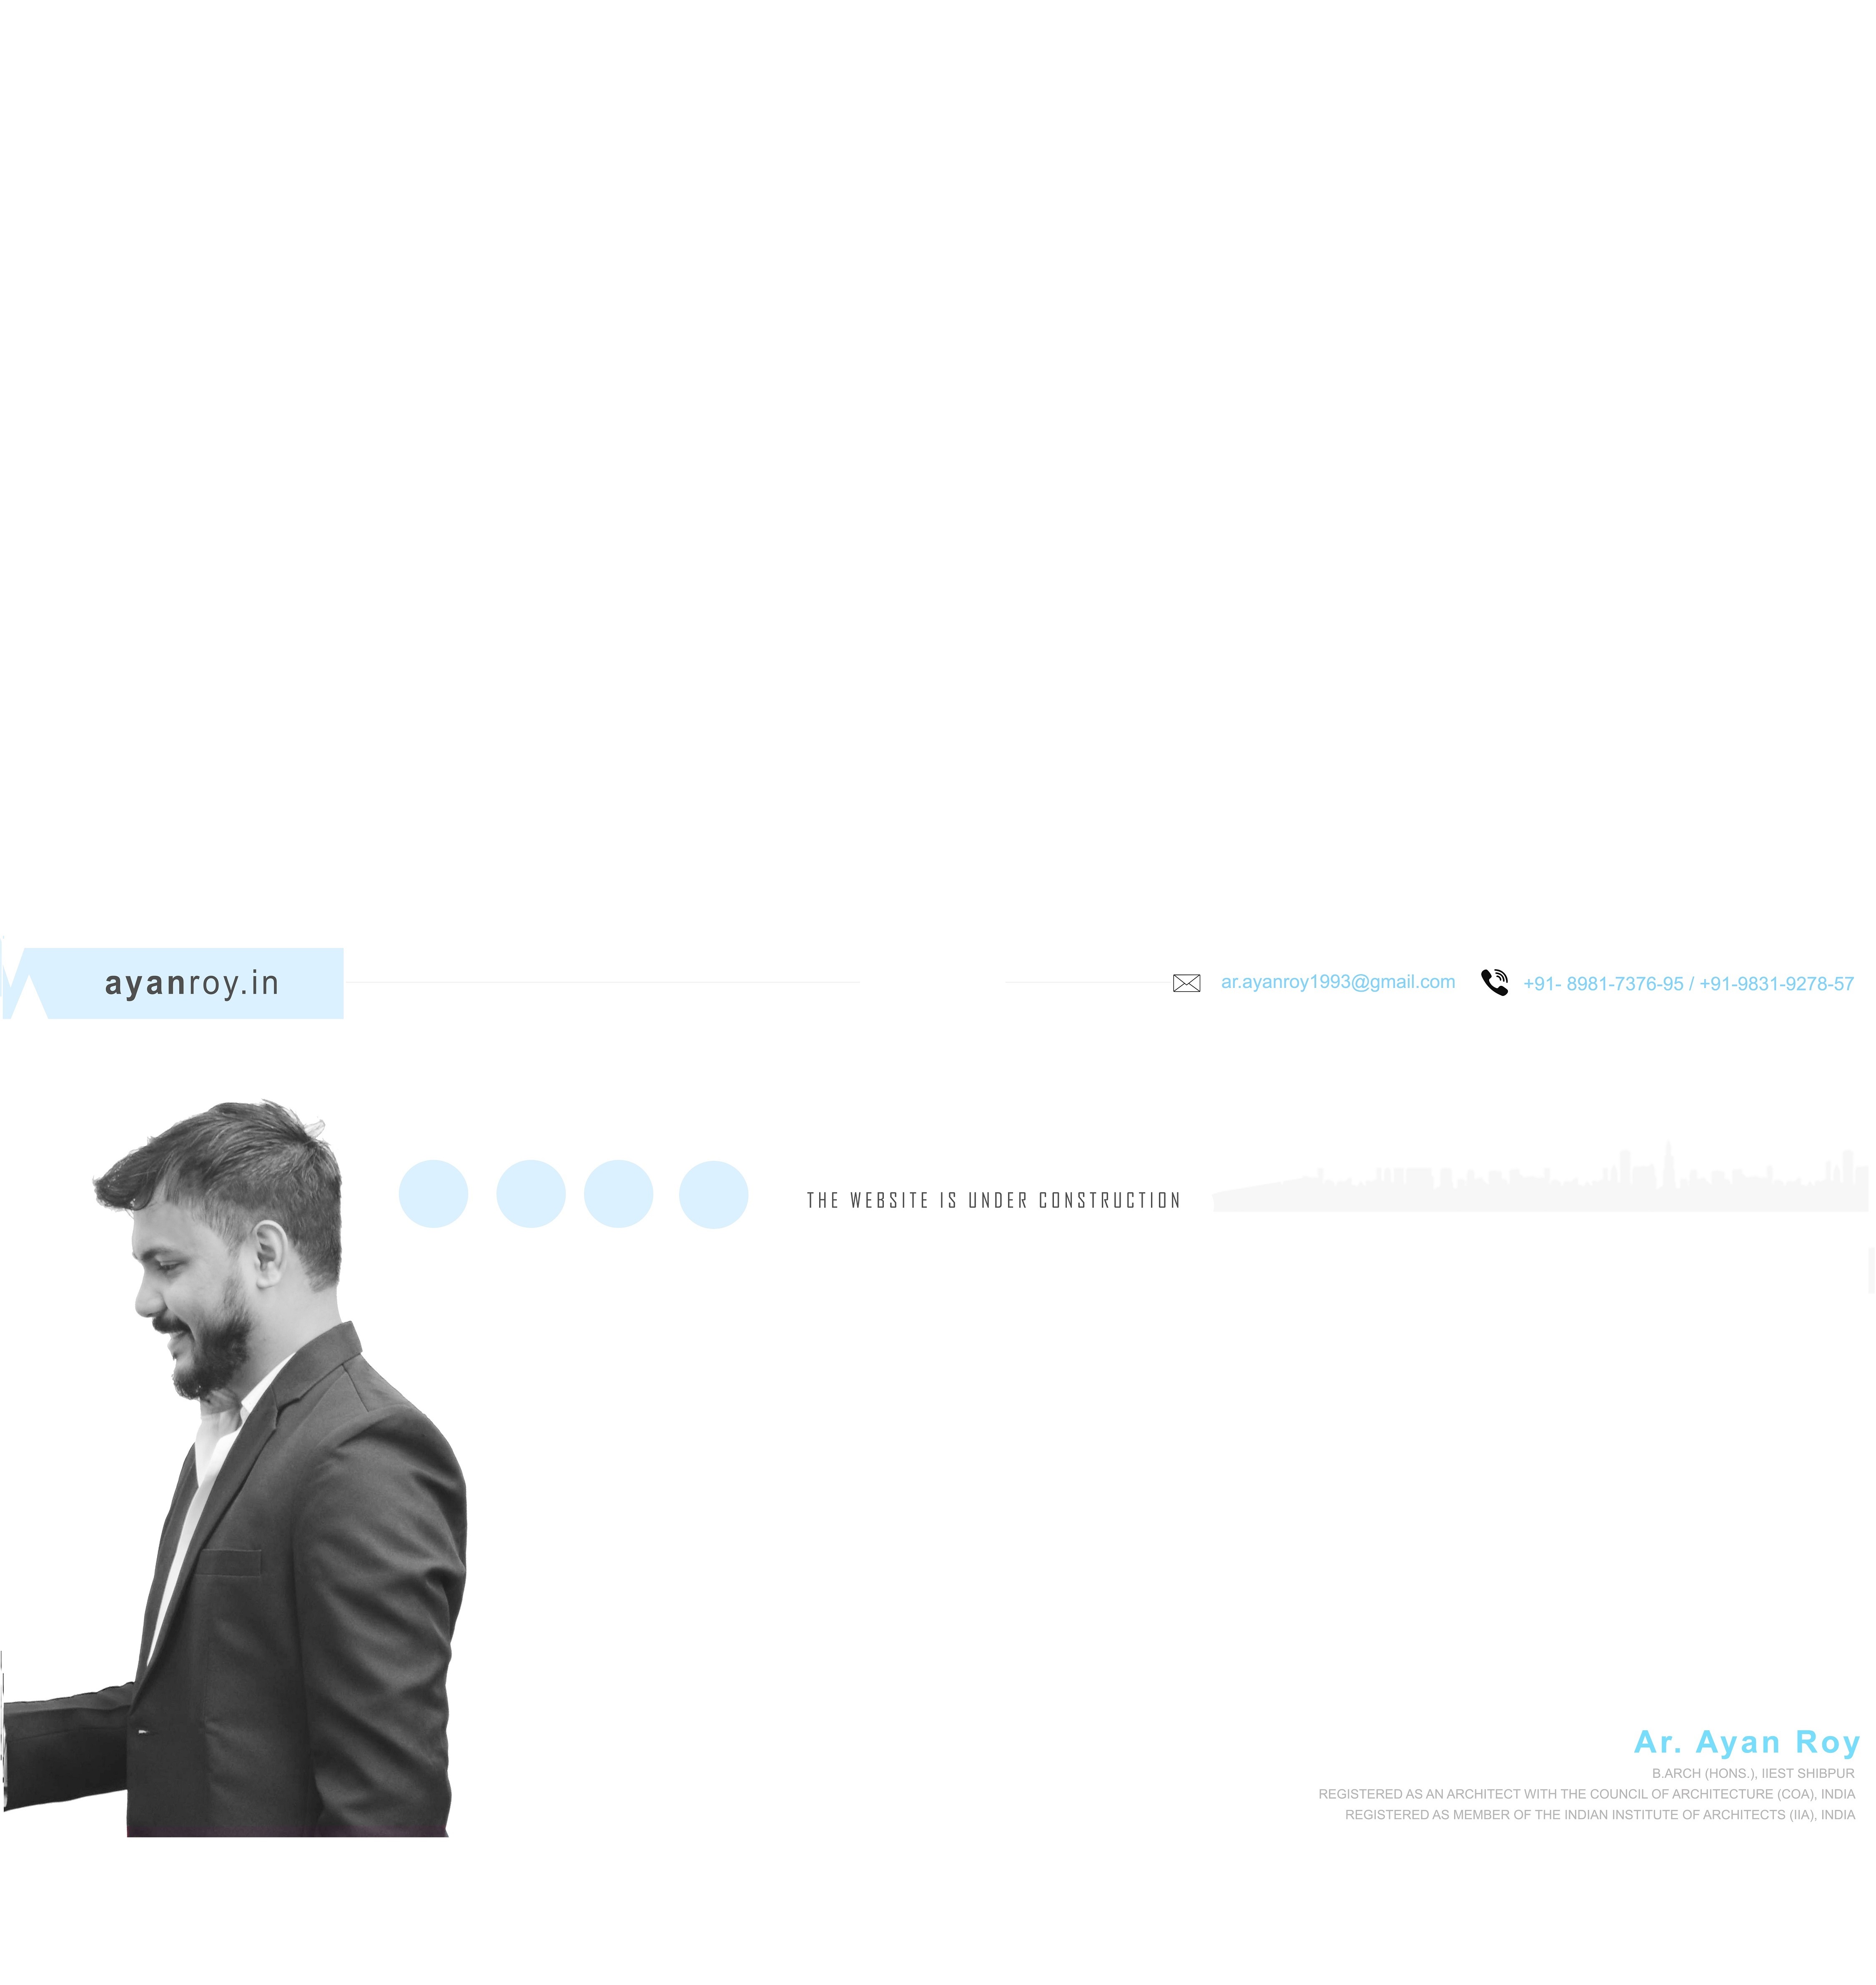 ayanroy.in
ar.ayanroy1993@gmail.com
+91- 8981-7376-95 / +91-9831-9278-57
THE WEBSITE IS UNDER CONSTRUCTION
Ar. Ayan Roy
B.ARCH (HONS.), IIEST SHIBPUR
REGISTERED AS AN ARCHITECT WITH THE COUNCIL OF ARCHITECTURE (COA), INDIA
REGISTERED AS MEMBER OF THE INDIAN INSTITUTE OF ARCHITECTS (IIA), INDIA